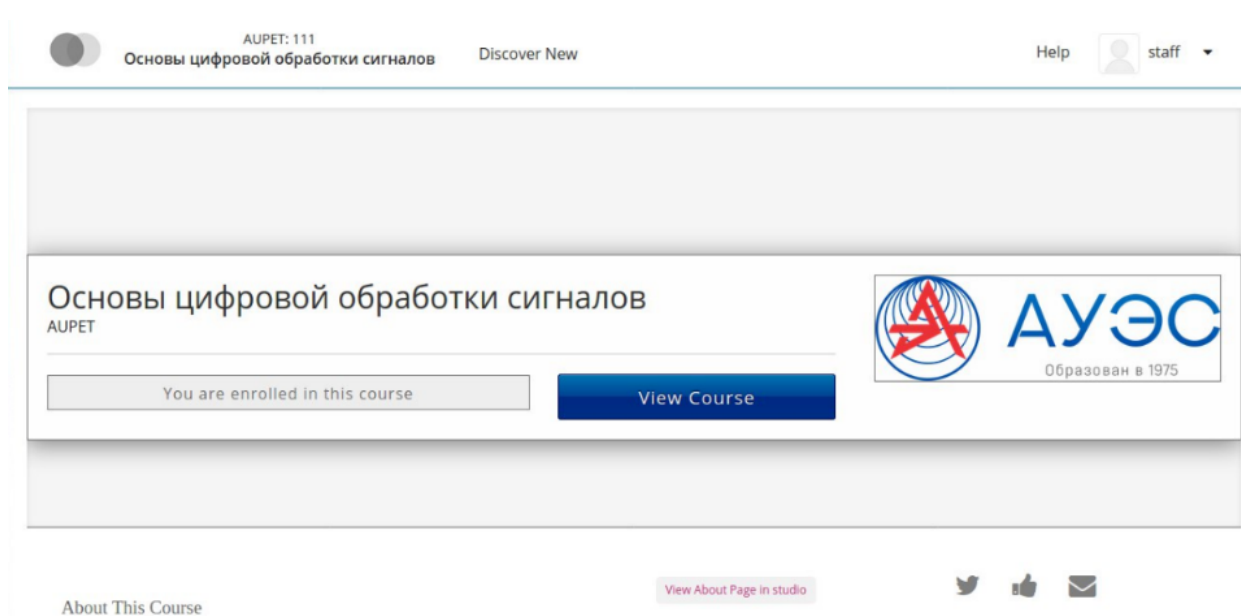 AUPET: 111
Основы цифровой обработки сигналов
Discover New
Help
staff
Основы цифровой обработки сигналов
AUPET
You are enrolled in this course
View Course
АУЭС
Образован в 1975
View About Page in studio
About This Course